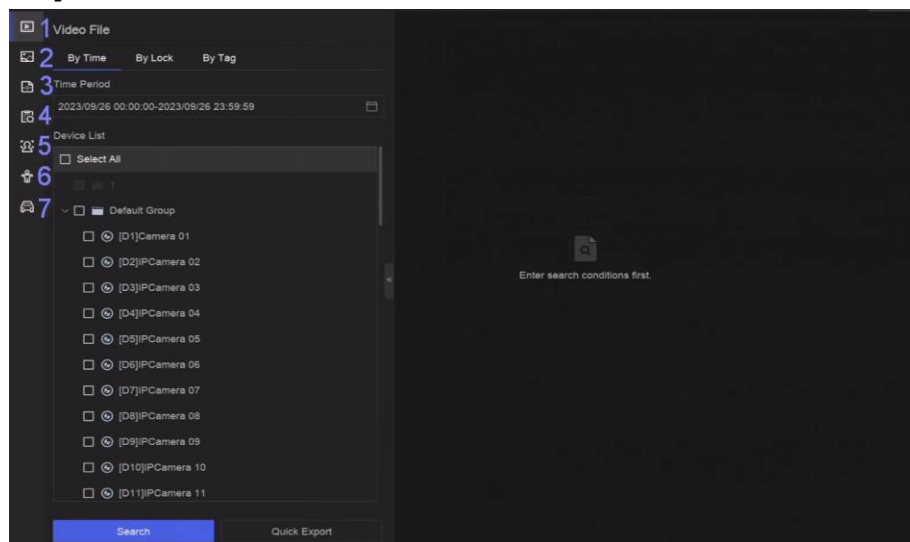 1 Video File
2 By Time By Lock By Tag
3 Time Period
4 2023/09/26 00:00:00-2023/09/26 23:59:59
5 Device List
Select All
6 1
7 Default Group
[D1]Camera 01
[D2]IPCamera 02
[D3]IPCamera 03
Enter search conditions first.
[D4]IPCamera 04
[D5]IPCamera 05
[D6]IPCamera 06
[D7]IPCamera 07
[D8]IPCamera 08
[D9]IPCamera 09
[D10]IPCamera 10
[D11]IPCamera 11
Search Quick Export